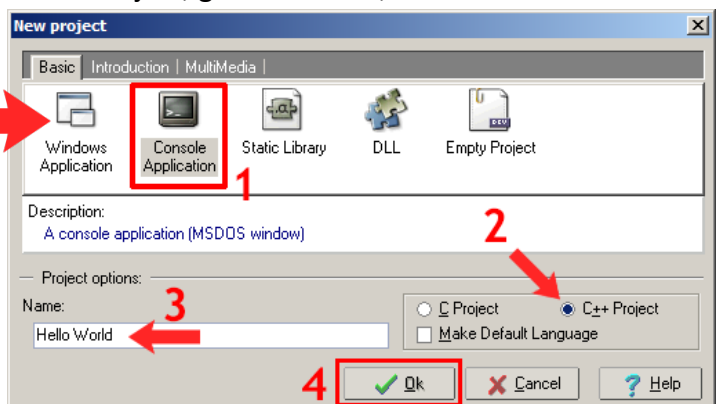 New project
Basic Introduction MultiMedia
Windows Application
Console Application
Static Library
DLL
Empty Project
1
Description:
A console application (MSDOS window)
2
Project options:
Name:
3
Hello World
C Project
C++ Project
Make Default Language
4
Ok
Cancel
Help